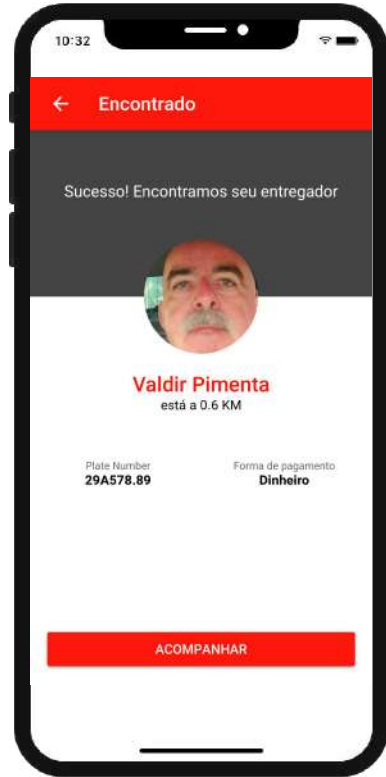 10:32
Encontrado
Sucesso! Encontramos seu entregador
Valdir Pimenta
está a 0.6 KM
Plate Number
29A578.89
Forma de pagamento
Dinheiro
ACOMPANHAR